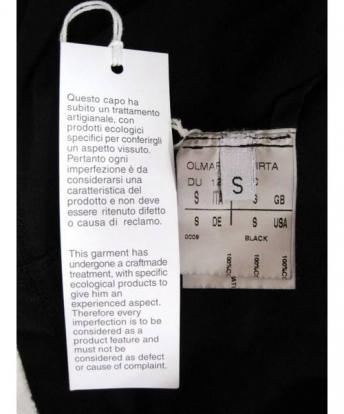 Questo capo ha
subito un trattamento
artigianale, con
prodotti ecologici
specifici per conferirgli
un aspetto vissuto.
Pertanto ogni
imperfezione è da
considerarsi una
caratteristica del
prodotto e non deve
essere ritenuto difetto
o causa di reclamo.
This garment has
undergone a craftmade
treatment, with specific
ecological products to
give him an
experienced aspect.
Therefore every
imperfection is to be
considered as a
product feature and
must not be
considered as defect
or cause of complaint.
OLMAR
DU
S
S S GB
S DE S USA
0009 BLACK